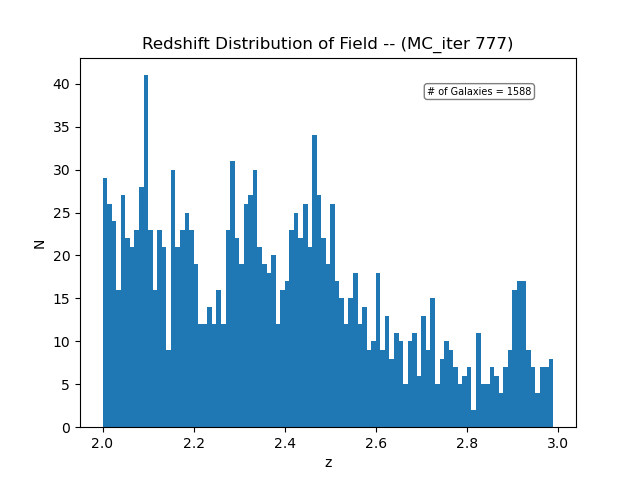 Redshift Distribution of Field -- (MC_iter 777)
# of Galaxies = 1588
40
35
30
25
20
15
10
5
0
N
2.0 2.2 2.4 2.6 2.8 3.0
z